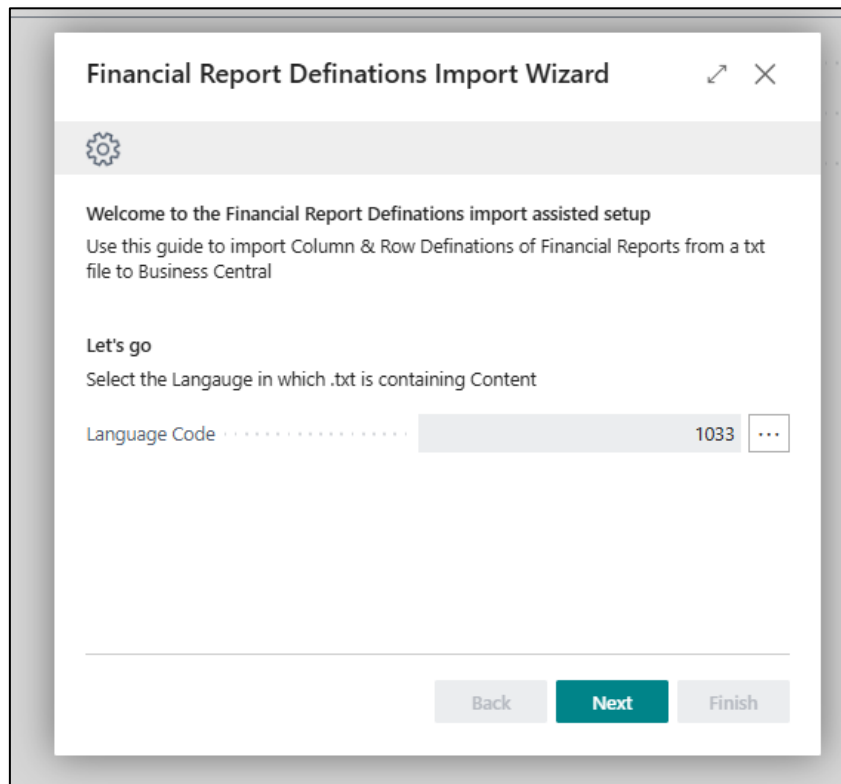 Financial Report Definations Import Wizard
Welcome to the Financial Report Definations import assisted setup
Use this guide to import Column & Row Definations of Financial Reports from a txt
file to Business Central
Let's go
Select the Langauge in which .txt is containing Content
Language Code 1033 ...
Back Next Finish